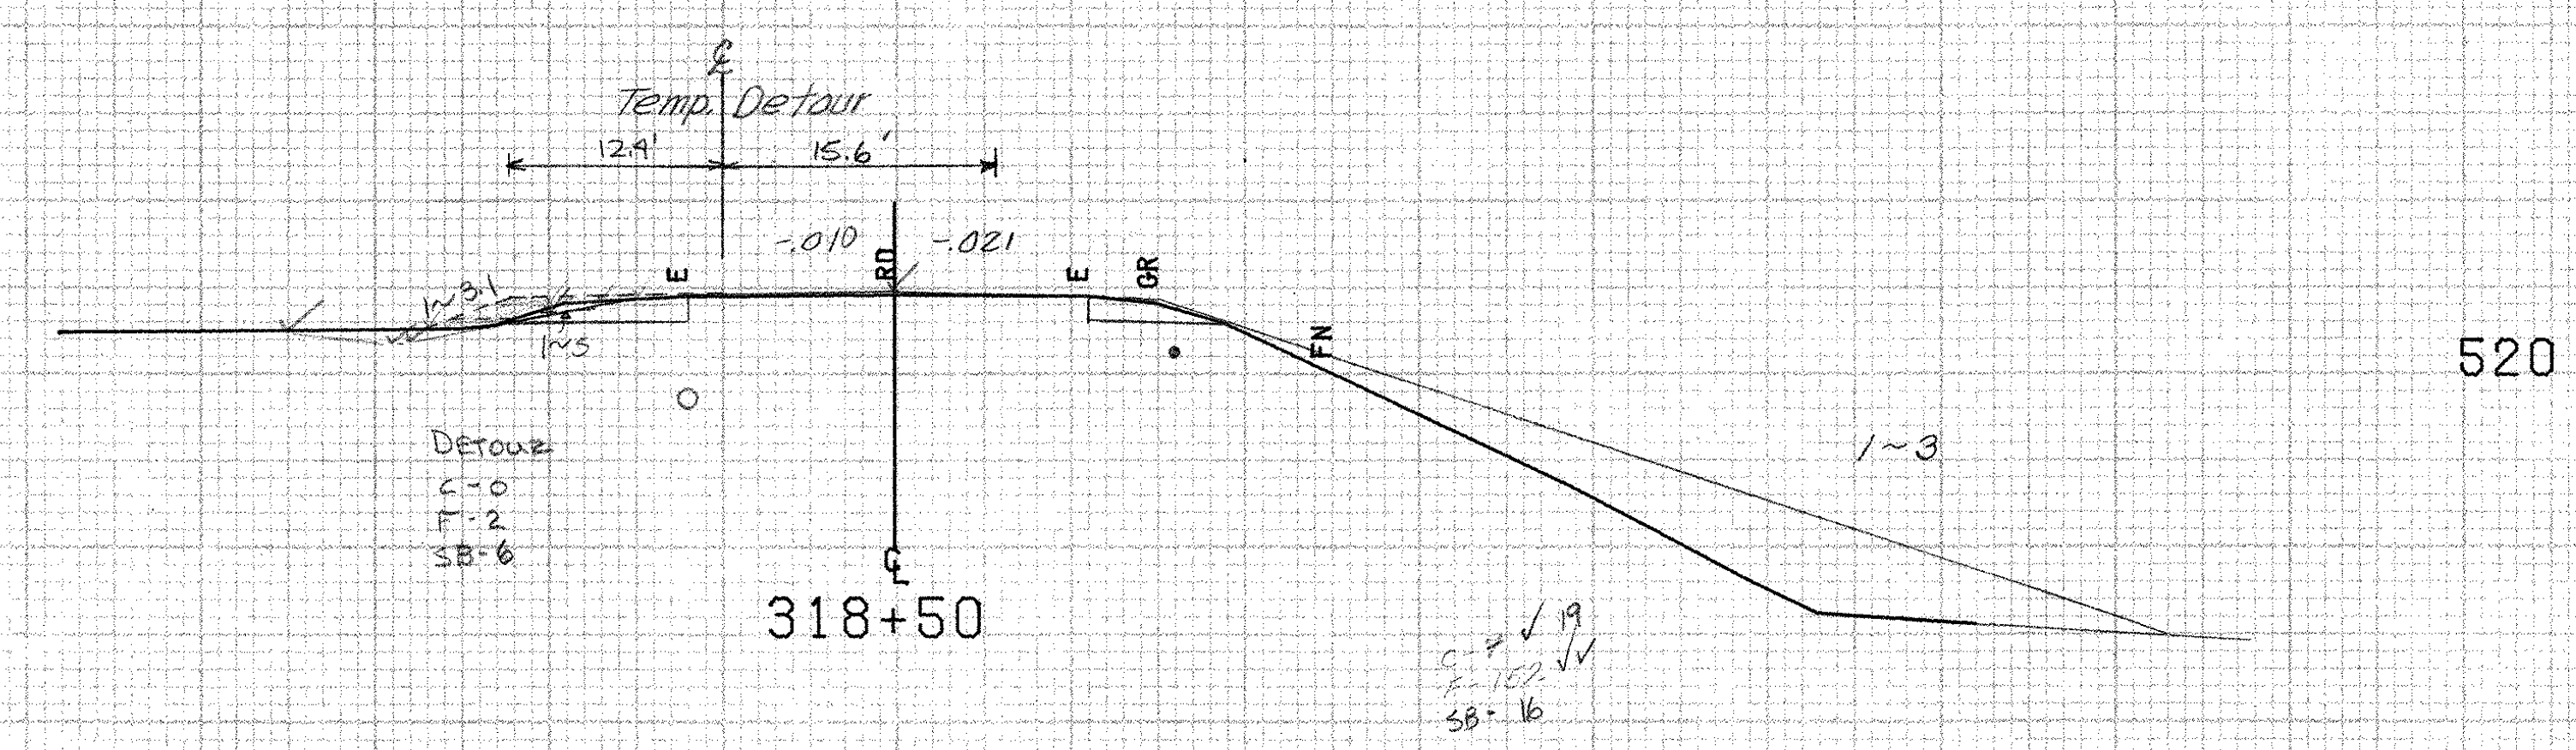 ℄
Temp. Detour
12.4' 15.6'
-.010 -.021
E RD E GR
1~3.1
1~5
FN
520
1~3
DETOUR
C-0
F-2
SB-6
℄
318+50
✓ 19
C-
F-152 ✓✓
SB- 16